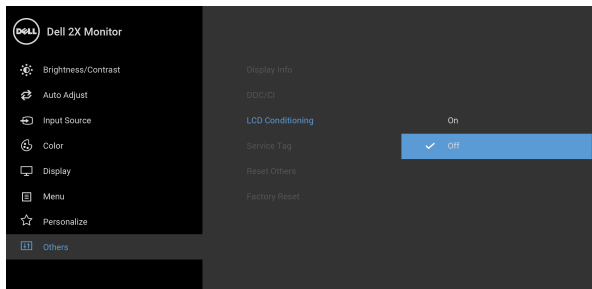 DELL
Dell 2X Monitor
Brightness/Contrast
Auto Adjust
Input Source
Color
Display
Menu
Personalize
Others
Display Info
DDC/CI
LCD Conditioning
Service Tag
Reset Others
Factory Reset
On
Off